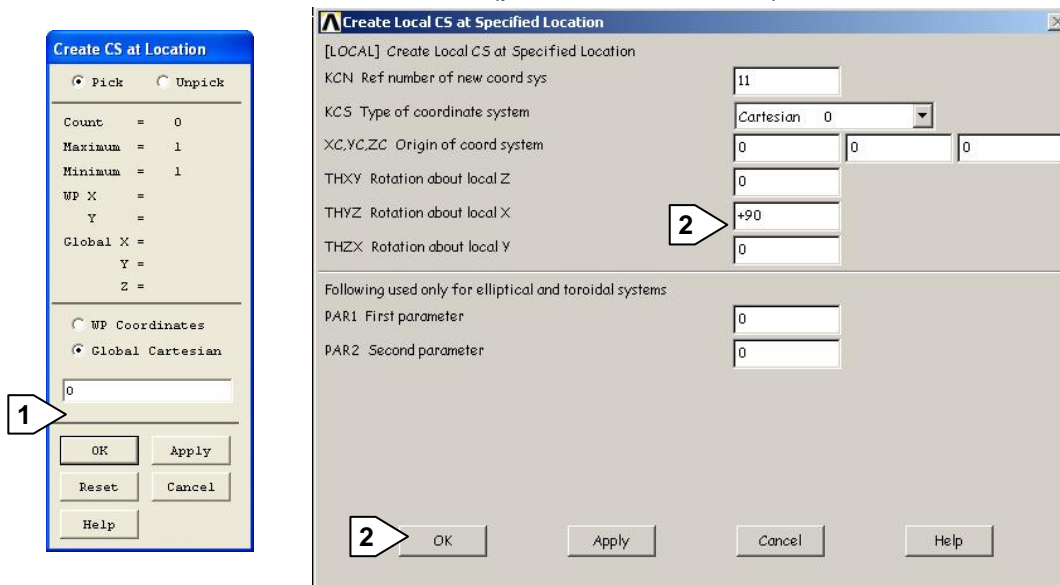 Create CS at Location
Pick Unpick
Count = 0
Maximum = 1
Minimum = 1
WP X =
Y =
Global X =
Y =
Z =
WP Coordinates
Global Cartesian
0
1
OK Apply
Reset Cancel
Help
Create Local CS at Specified Location
[LOCAL] Create Local CS at Specified Location
KCN Ref number of new coord sys 11
KCS Type of coordinate system Cartesian 0
XC,YC,ZC Origin of coord system 0 0 0
THXY Rotation about local Z 0
THYZ Rotation about local X 2 +90
THZX Rotation about local Y 0
Following used only for elliptical and toroidal systems
PAR1 First parameter 0
PAR2 Second parameter 0
2 OK Apply Cancel Help